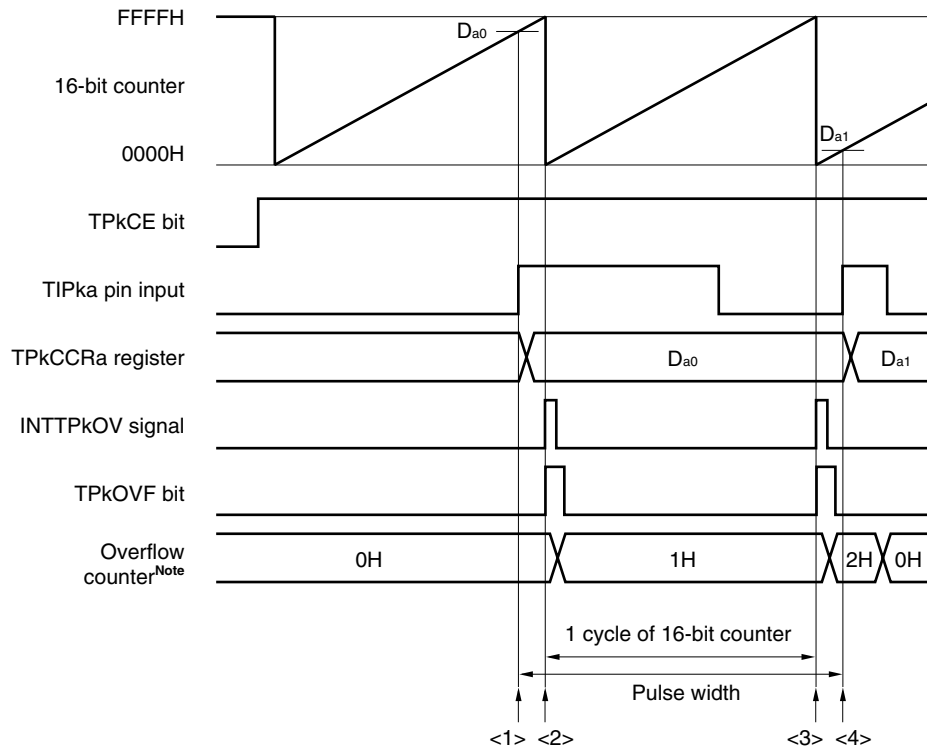 FFFFH
Da0
16-bit counter
0000H
Da1
TPkCE bit
TIPka pin input
TPkCCRa register
Da0
Da1
INTTPkOV signal
TPkOVF bit
Overflow
counterNote
0H
1H
2H
0H
1 cycle of 16-bit counter
Pulse width
<1> <2> <3> <4>